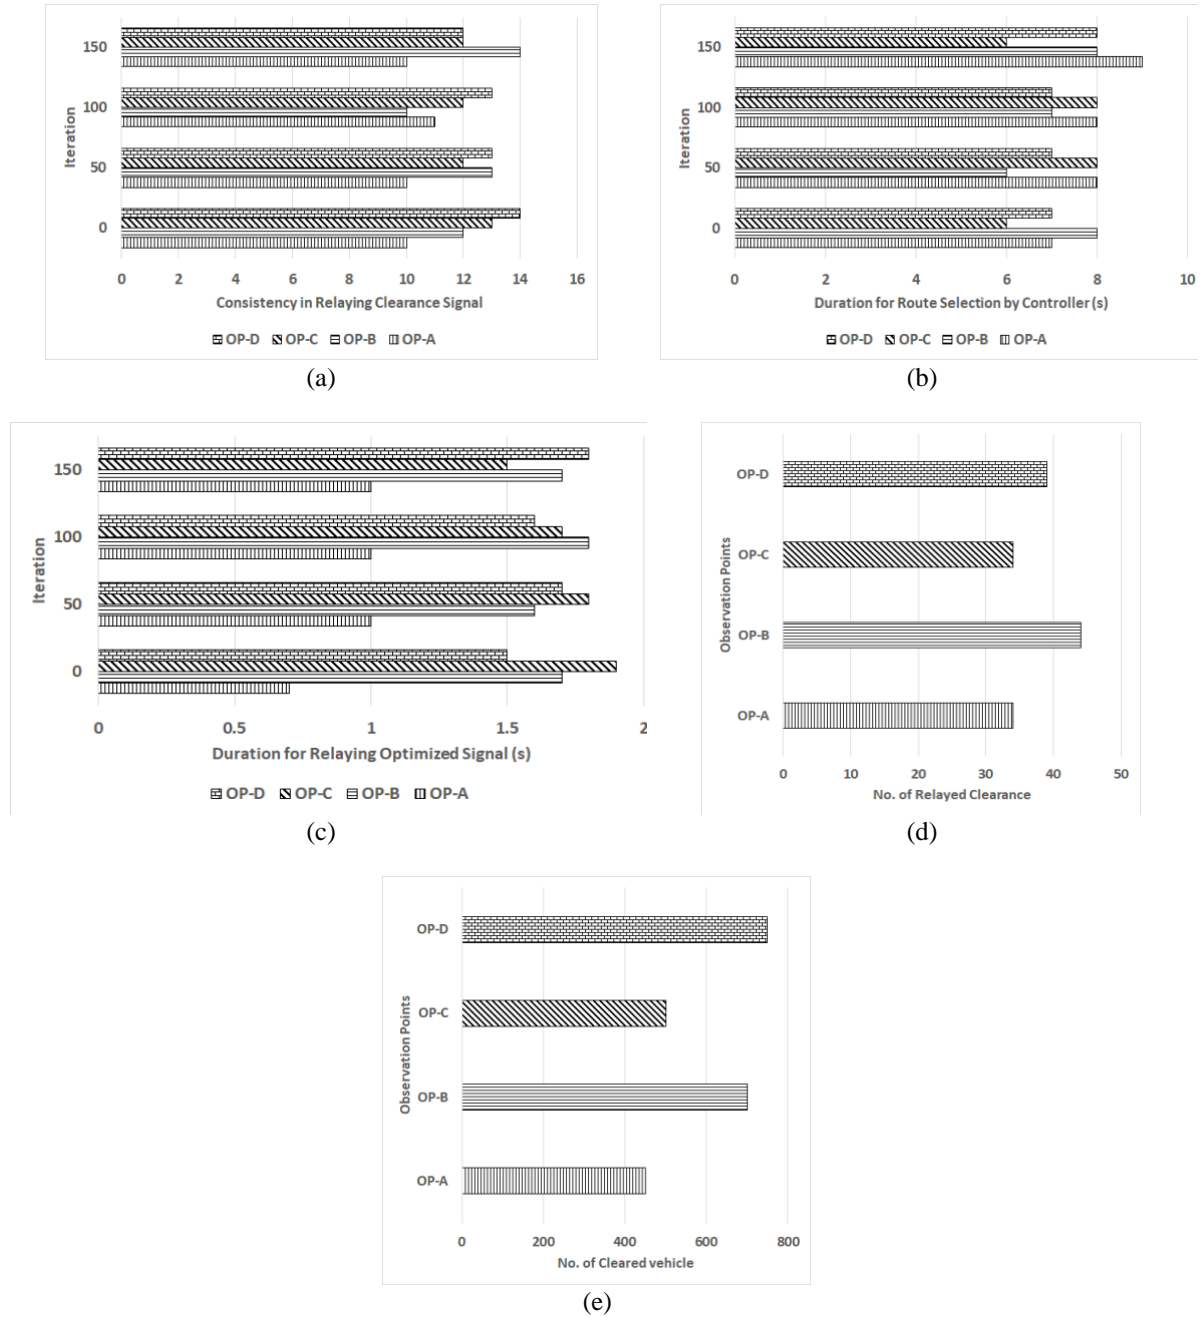 150
100
50
0
Iteration
0 2 4 6 8 10 12 14 16
Consistency in Relaying Clearance Signal
OP-D OP-C OP-B OP-A
(a)
150
100
50
0
Iteration
0 2 4 6 8 10
Duration for Route Selection by Controller (s)
OP-D OP-C OP-B OP-A
(b)
150
100
50
0
Iteration
0 0.5 1 1.5 2
Duration for Relaying Optimized Signal (s)
OP-D OP-C OP-B OP-A
(c)
OP-D
OP-C
OP-B
OP-A
Observation Points
0 10 20 30 40 50
No. of Relayed Clearance
(d)
OP-D
OP-C
OP-B
OP-A
Observation Points
0 200 400 600 800
No. of Cleared vehicle
(e)